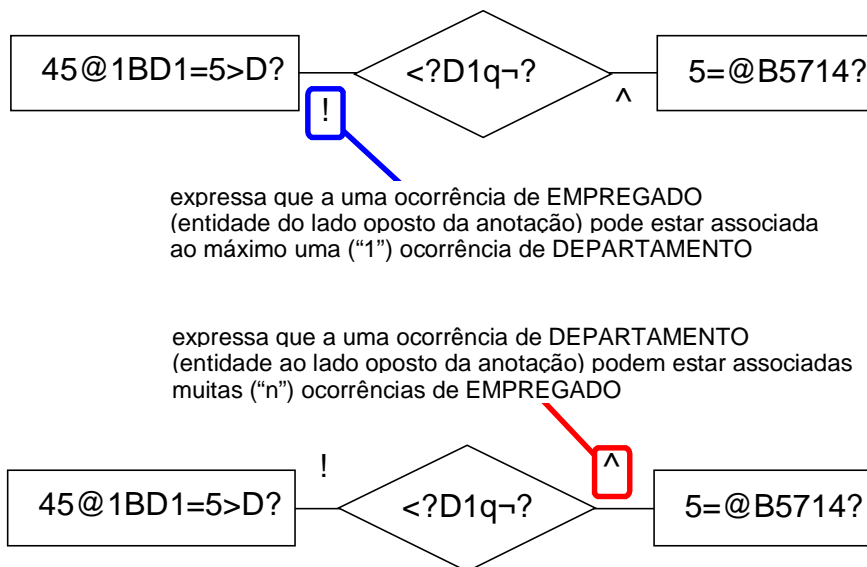 45@1BD1=5>D?
<?D1q¬?
5=@B5714?
!
^
expressa que a uma ocorrência de EMPREGADO
(entidade do lado oposto da anotação) pode estar associada
ao máximo uma (“1”) ocorrência de DEPARTAMENTO
expressa que a uma ocorrência de DEPARTAMENTO
(entidade ao lado oposto da anotação) podem estar associadas
muitas (“n”) ocorrências de EMPREGADO
!
^
45@1BD1=5>D?
<?D1q¬?
5=@B5714?